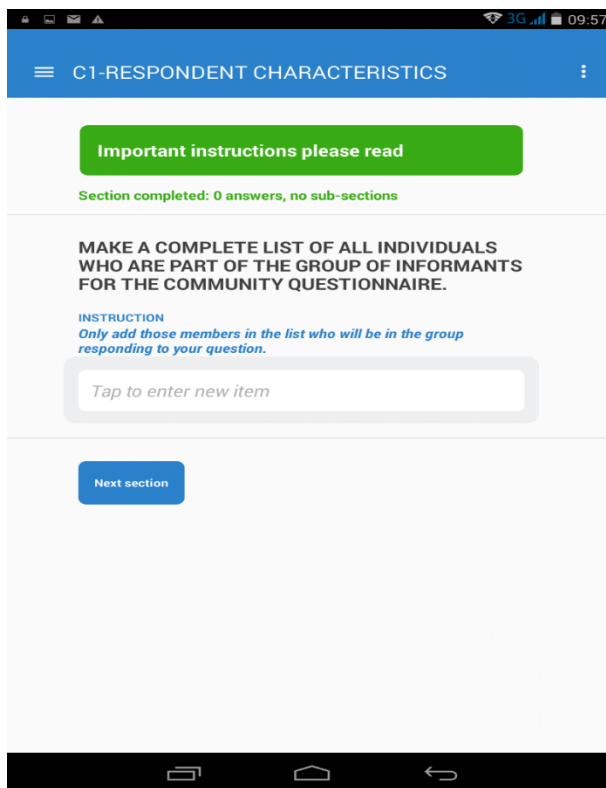 3G 09:57
C1-RESPONDENT CHARACTERISTICS
Important instructions please read
Section completed: 0 answers, no sub-sections
MAKE A COMPLETE LIST OF ALL INDIVIDUALS
WHO ARE PART OF THE GROUP OF INFORMANTS
FOR THE COMMUNITY QUESTIONNAIRE.
INSTRUCTION
Only add those members in the list who will be in the group
responding to your question.
Tap to enter new item
Next section